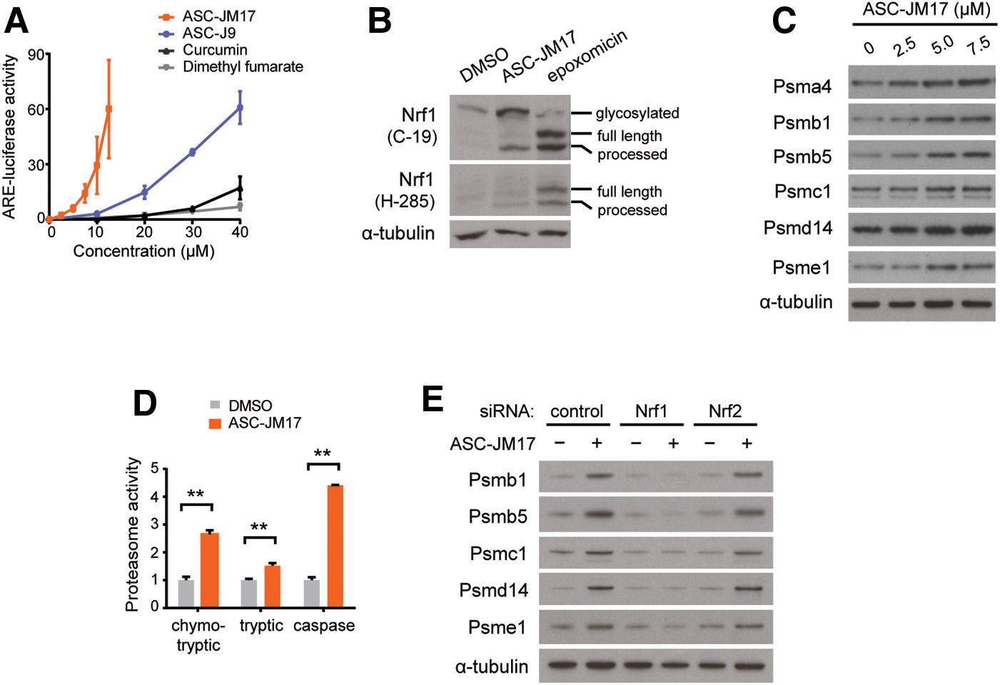 A
ASC-JM17
ASC-J9
Curcumin
Dimethyl fumarate
ARE-luciferase activity
90
60
30
0
0 10 20 30 40
Concentration (µM)
B
DMSO
ASC-JM17
epoxomicin
Nrf1
(C-19)
glycosylated
full length
processed
Nrf1
(H-285)
full length
processed
α-tubulin
C
ASC-JM17 (µM)
0 2.5 5.0 7.5
Psma4
Psmb1
Psmb5
Psmc1
Psmd14
Psme1
α-tubulin
D
DMSO
ASC-JM17
Proteasome activity
5
4
3
2
1
0
** ** **
chymo-
tryptic
tryptic
caspase
E
siRNA: control Nrf1 Nrf2
ASC-JM17 − + − + − +
Psmb1
Psmb5
Psmc1
Psmd14
Psme1
α-tubulin